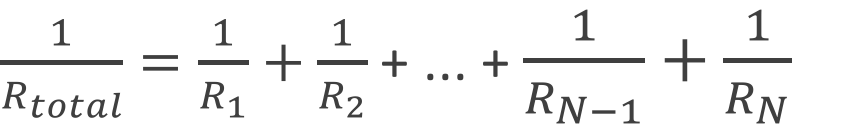 1/R_total = 1/R_1 + 1/R_2 + ... + 1/R_{N−1} + 1/R_N